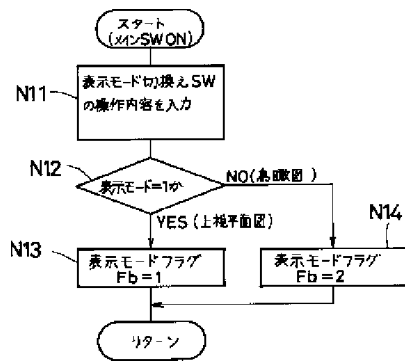 スタート
(メインSW ON)
N11
表示モード切換えSW
の操作内容を入力
N12
表示モード=1か
NO(鳥瞰図)
YES(上視平面図)
N14
N13
表示モードフラグ
Fb=1
表示モードフラグ
Fb=2
リターン